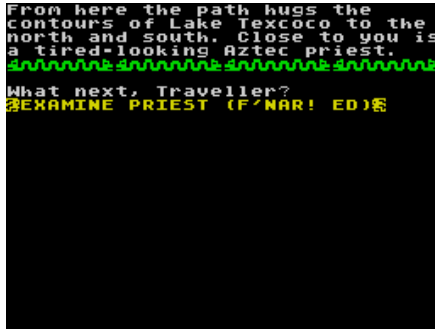 From here the path hugs the
contours of Lake Texcoco to the
north and south. Close to you is
a tired-looking Aztec priest.
What next, Traveller?
EXAMINE PRIEST (F'NAR! ED)